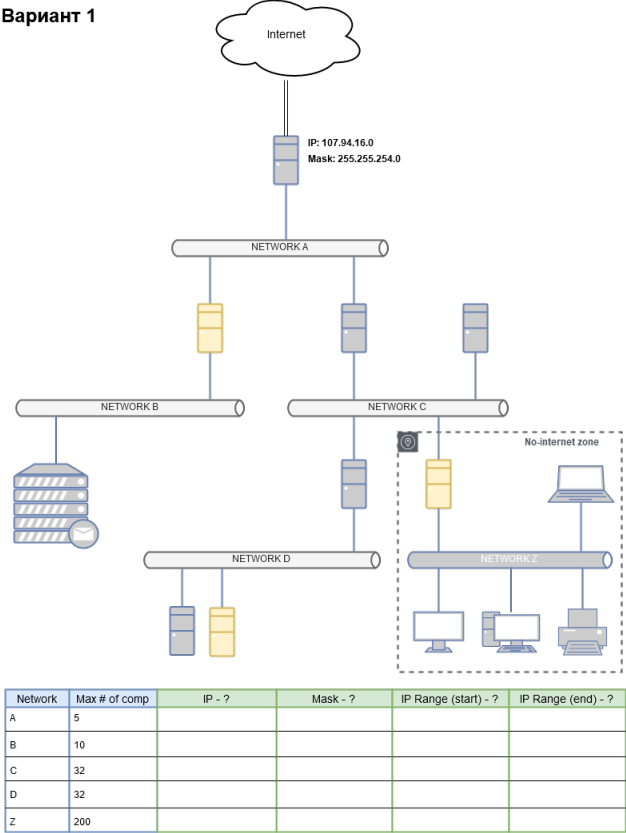 Вариант 1
Internet
IP: 107.94.16.0
Mask: 255.255.254.0
NETWORK A
NETWORK B
NETWORK C
No-internet zone
NETWORK D
NETWORK Z
Network Max # of comp IP - ? Mask - ? IP Range (start) - ? IP Range (end) - ?
A 5
B 10
C 32
D 32
Z 200